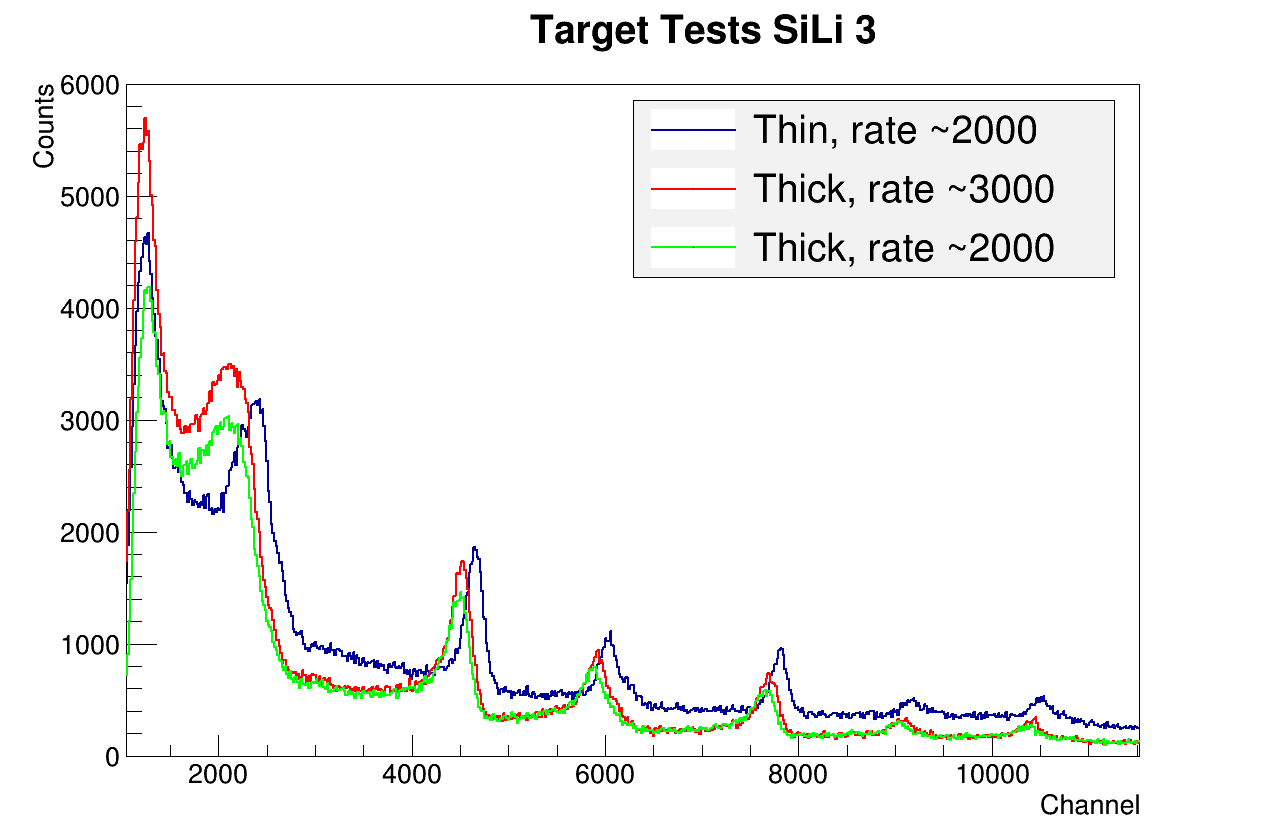 Target Tests SiLi 3
Counts
6000
5000
4000
3000
2000
1000
0
Thin, rate ~2000
Thick, rate ~3000
Thick, rate ~2000
2000 4000 6000 8000 10000
Channel